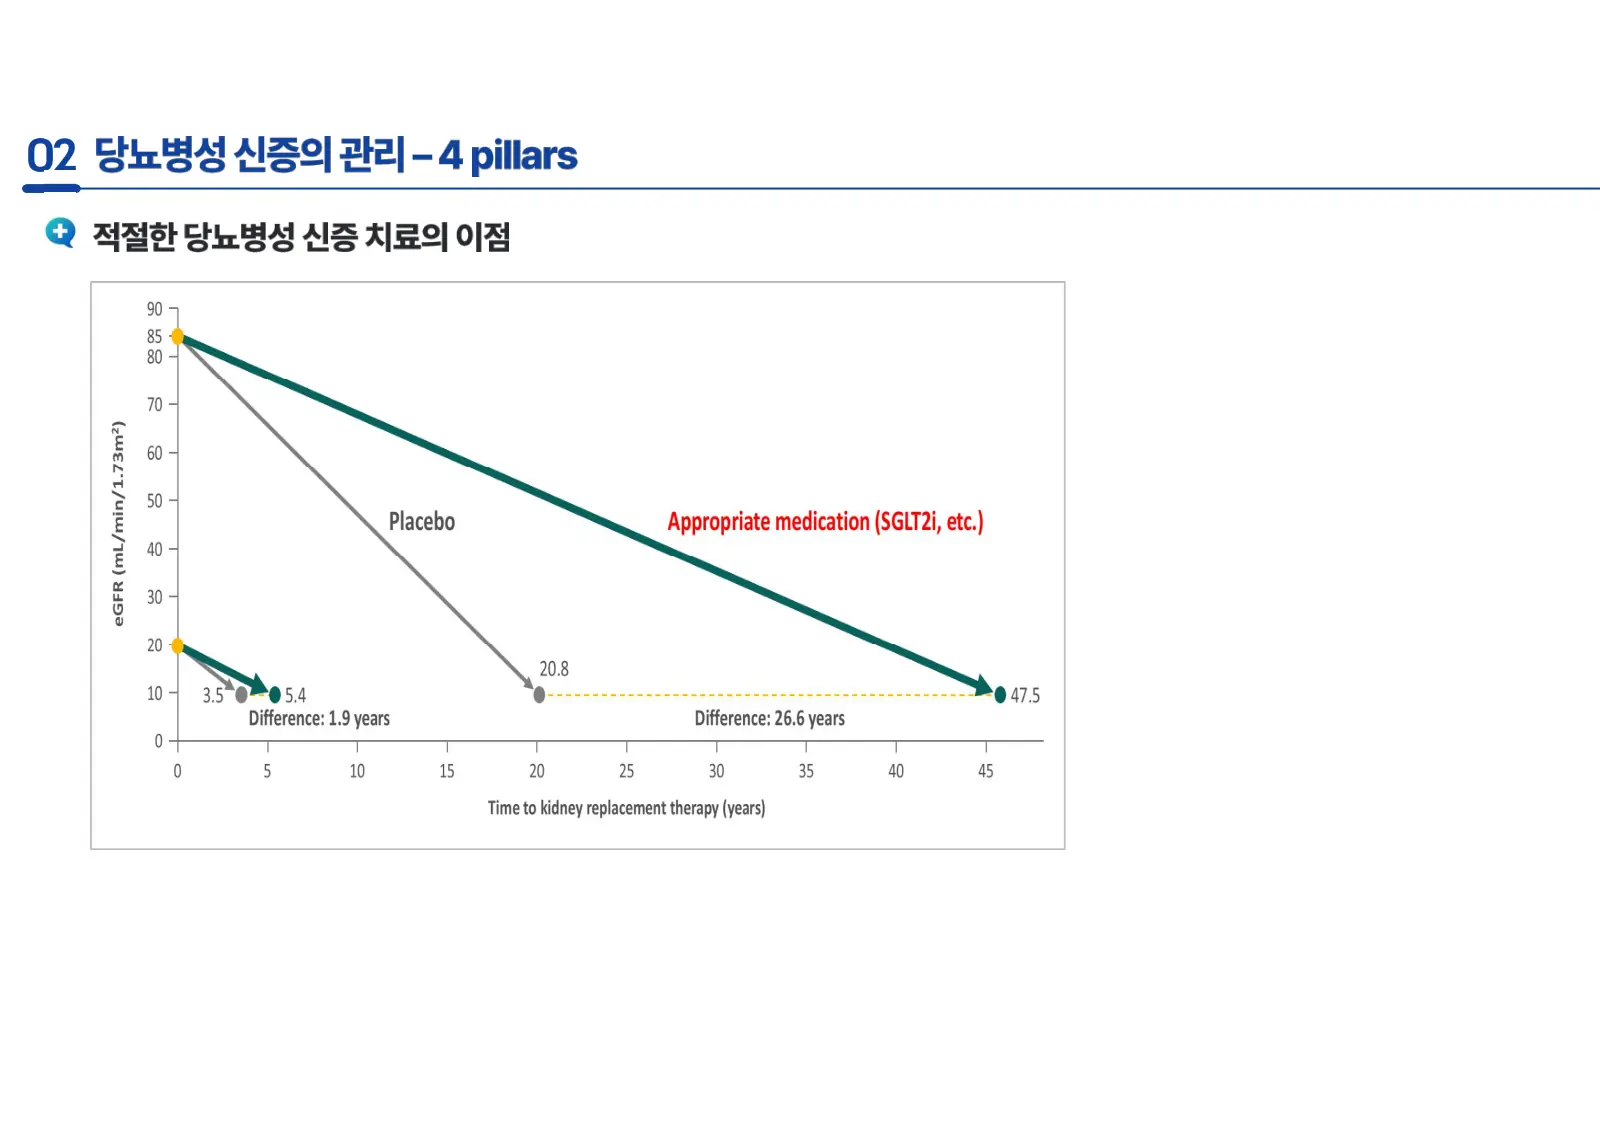 02 당뇨병성 신증의 관리 – 4 pillars
적절한 당뇨병성 신증 치료의 이점
90
85
80
70
60
50
40
30
20
10
0
eGFR (mL/min/1.73m²)
Placebo
Appropriate medication (SGLT2i, etc.)
20.8
3.5
5.4
47.5
Difference: 1.9 years
Difference: 26.6 years
0 5 10 15 20 25 30 35 40 45
Time to kidney replacement therapy (years)